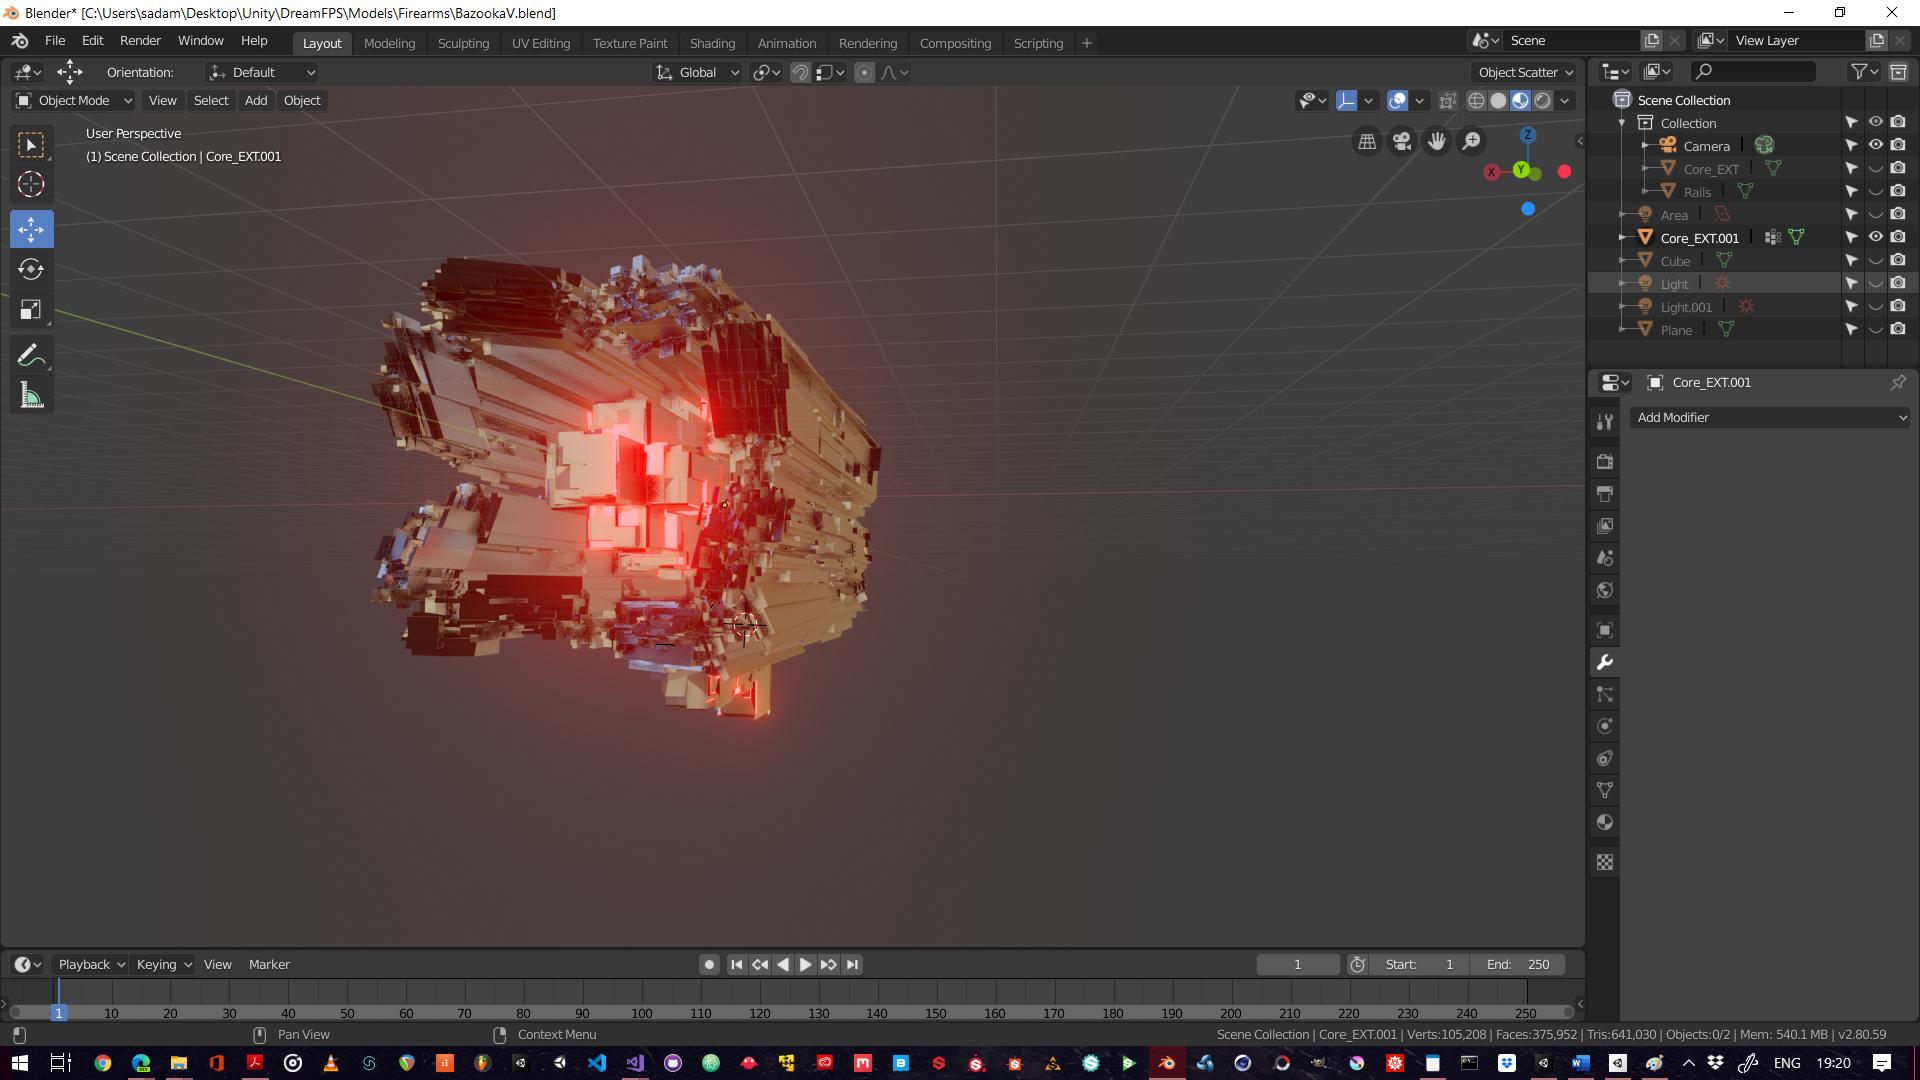 Blender* [C:\Users\sadam\Desktop\Unity\DreamFPS\Models\Firearms\BazookaV.blend]
File Edit Render Window Help Layout Modeling Sculpting UV Editing Texture Paint Shading Animation Rendering Compositing Scripting + Scene View Layer
Orientation: Default Global Object Scatter
Object Mode View Select Add Object
User Perspective
(1) Scene Collection | Core_EXT.001
Z
X
Y
Scene Collection
Collection
Camera
Core_EXT
Rails
Area
Core_EXT.001
Cube
Light
Light.001
Plane
Core_EXT.001
Add Modifier
Playback Keying View Marker 1 Start: 1 End: 250
1 10 20 30 40 50 60 70 80 90 100 110 120 130 140 150 160 170 180 190 200 210 220 230 240 250
Pan View Context Menu Scene Collection | Core_EXT.001 | Verts:105,208 | Faces:375,952 | Tris:641,030 | Objects:0/2 | Mem: 540.1 MB | v2.80.59
ENG 19:20